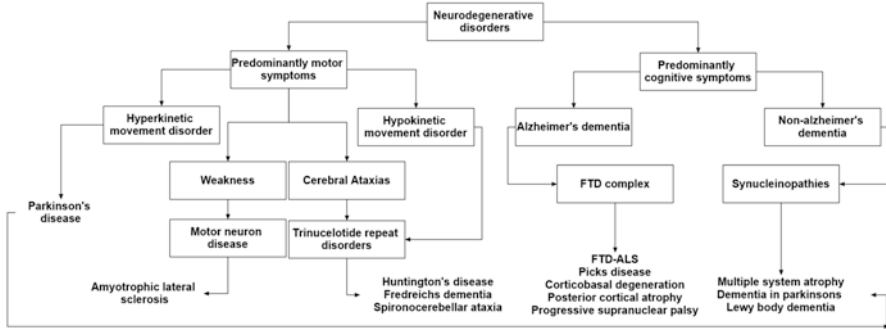 Neurodegenerative
disorders
Predominantly motor
symptoms
Predominantly
cognitive symptoms
Hyperkinetic
movement disorder
Hypokinetic
movement disorder
Alzheimer's dementia
Non-alzheimer's
dementia
Weakness
Cerebral Ataxias
FTD complex
Synucleinopathies
Parkinson's
disease
Motor neuron
disease
Trinucelotide repeat
disorders
Amyotrophic lateral
sclerosis
Huntington's disease
Fredreichs dementia
Spironocerebellar ataxia
FTD-ALS
Picks disease
Corticobasal degeneration
Posterior cortical atrophy
Progressive supranuclear palsy
Multiple system atrophy
Dementia in parkinsons
Lewy body dementia